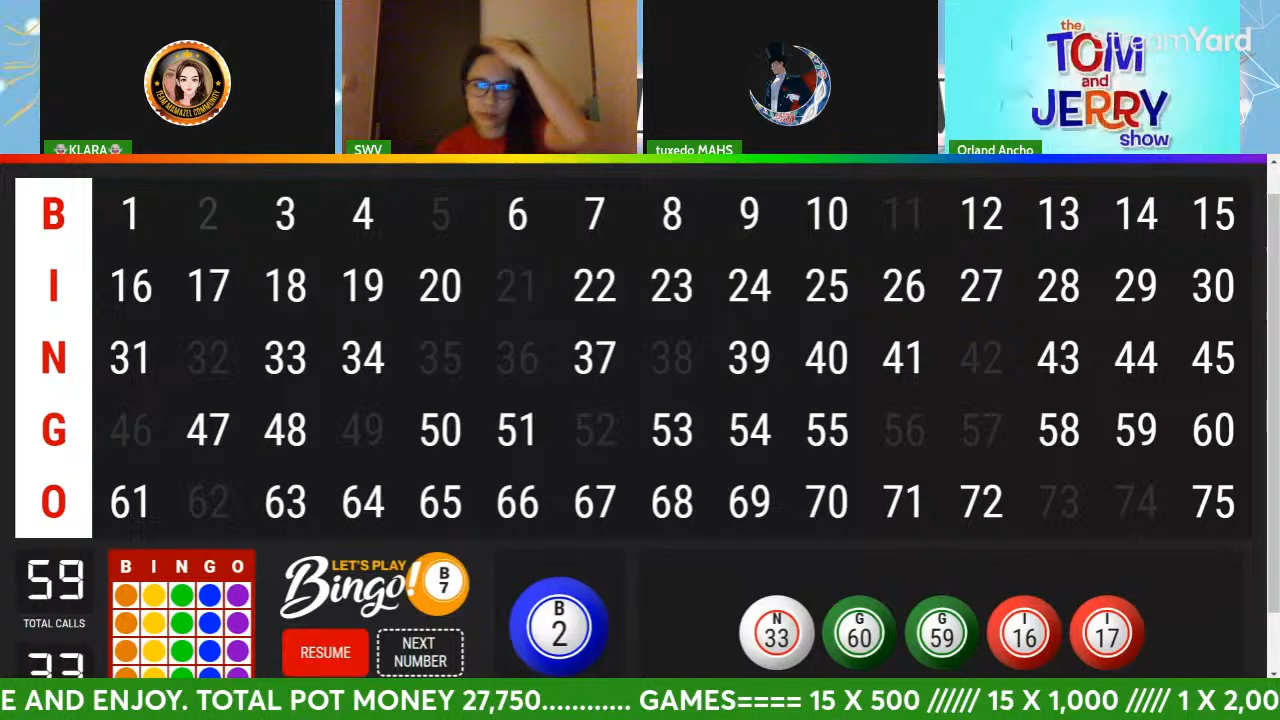 TEAM MAMAZEL COMMUNITY
the
TOM
and
JERRY
show
StreamYard
👻KLARA👻
SWV
tuxedo MAHS
Orland Ancho
B 1 2 3 4 5 6 7 8 9 10 11 12 13 14 15
I 16 17 18 19 20 21 22 23 24 25 26 27 28 29 30
N 31 32 33 34 35 36 37 38 39 40 41 42 43 44 45
G 46 47 48 49 50 51 52 53 54 55 56 57 58 59 60
O 61 62 63 64 65 66 67 68 69 70 71 72 73 74 75
59
TOTAL CALLS
33
B I N G O
LET'S PLAY
Bingo!
B
7
RESUME
NEXT
NUMBER
B
2
N
33
G
60
G
59
I
16
I
17
E AND ENJOY. TOTAL POT MONEY 27,750............ GAMES==== 15 X 500 ////// 15 X 1,000 ///// 1 X 2,00